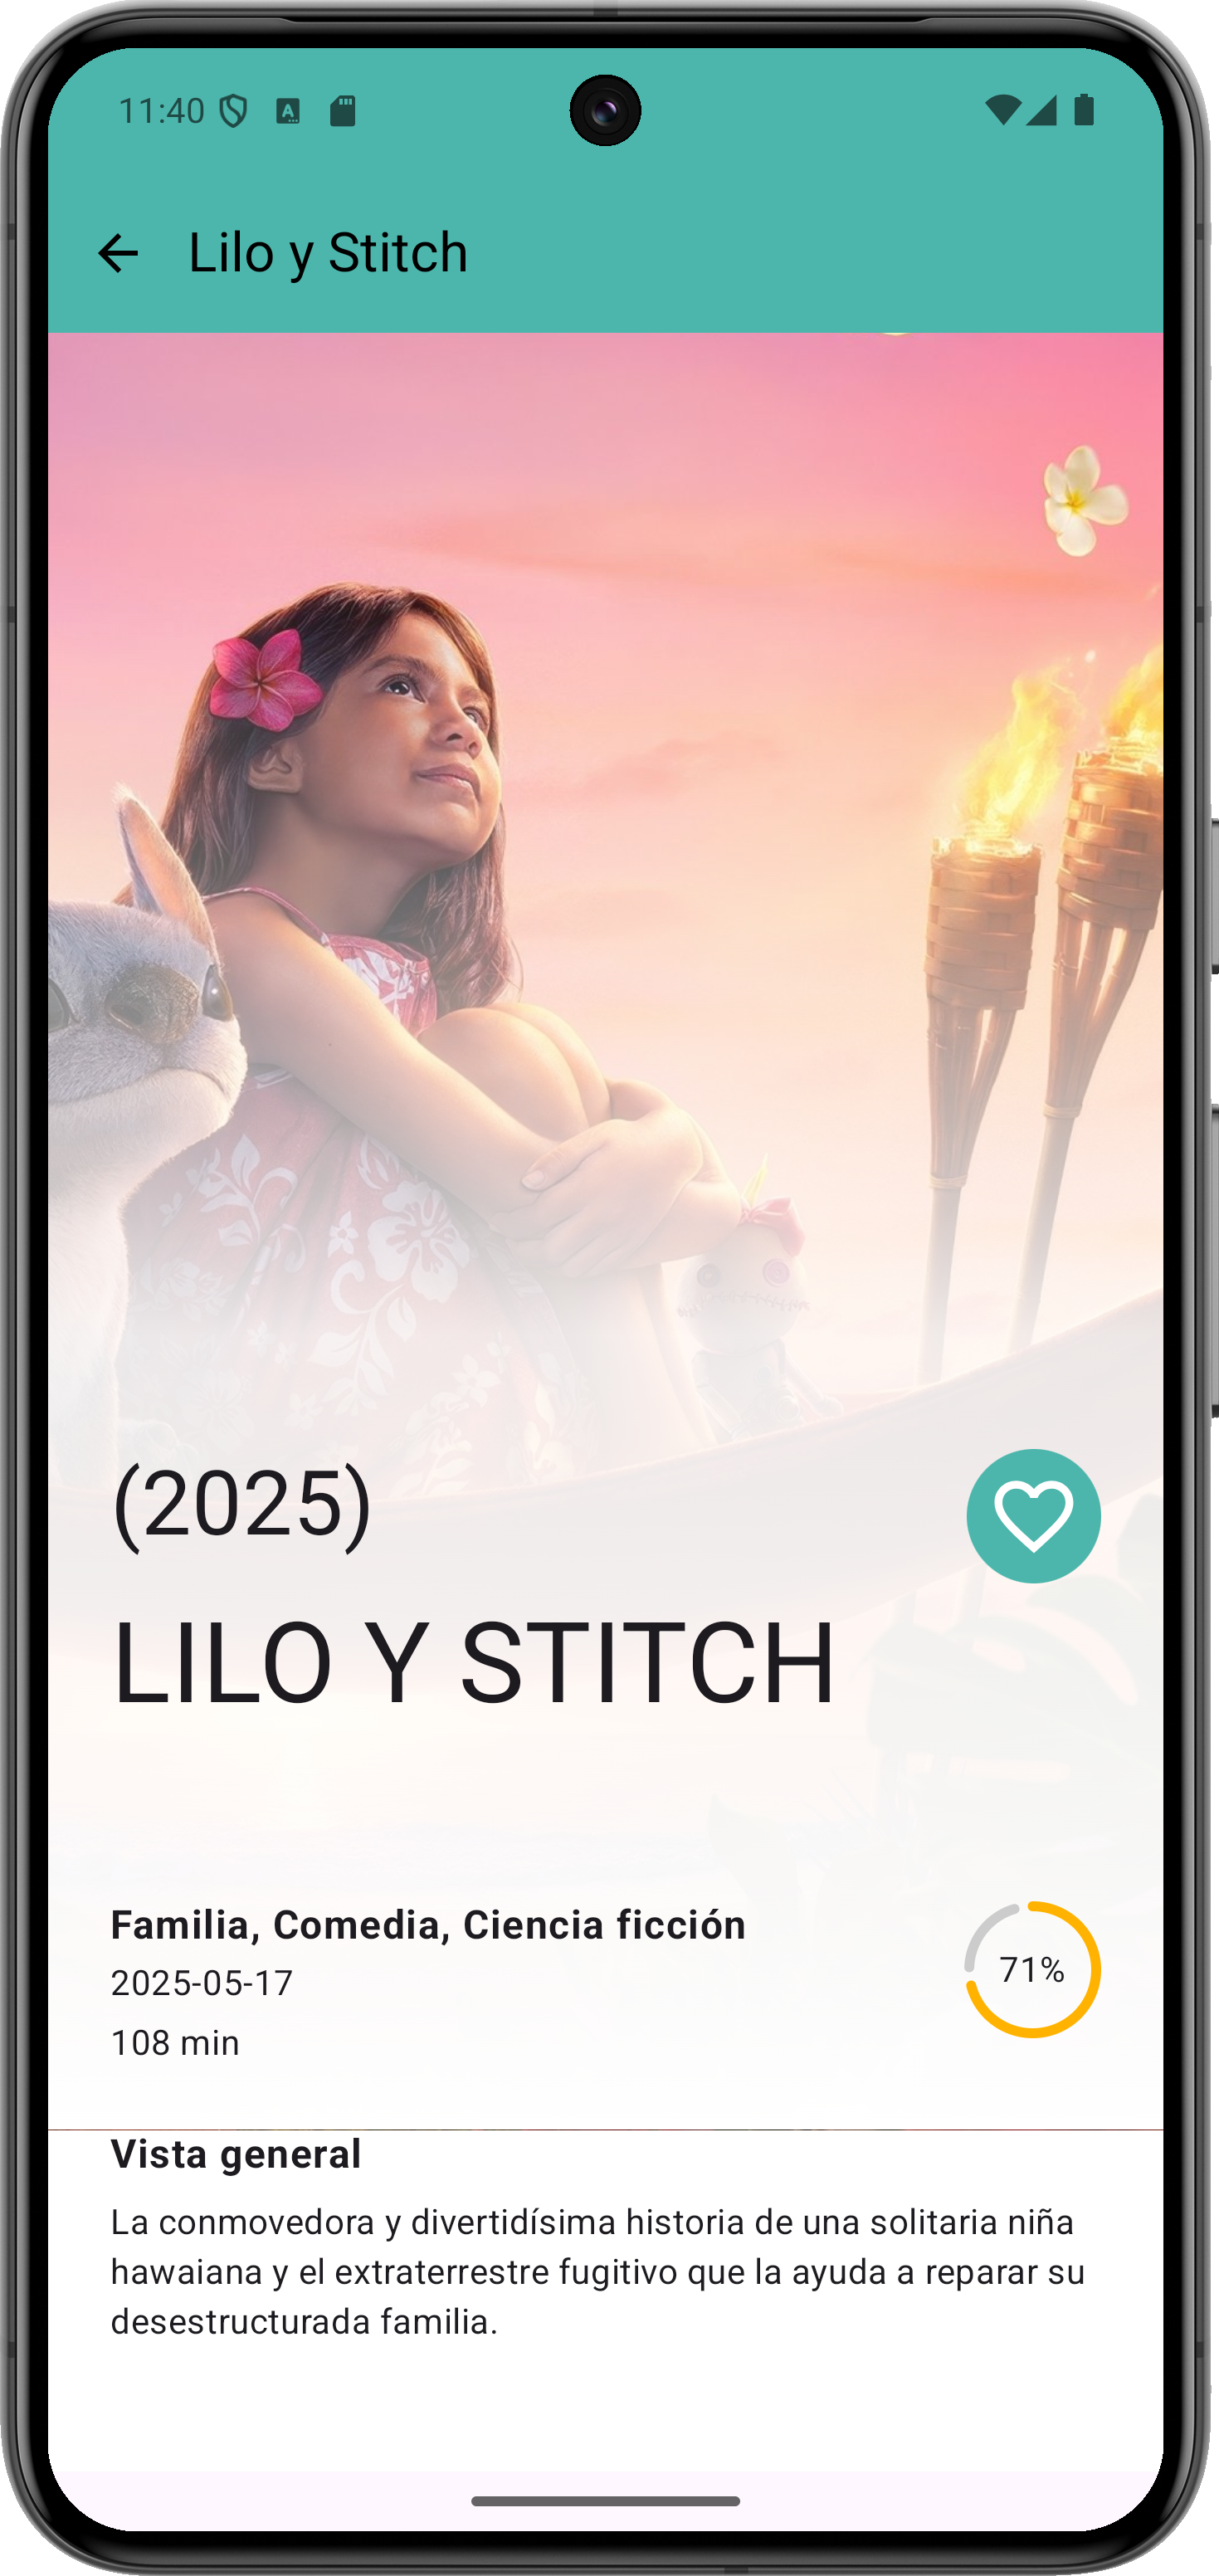 11:40
Lilo y Stitch
(2025)
LILO Y STITCH
Familia, Comedia, Ciencia ficción
2025-05-17
108 min
71%
Vista general
La conmovedora y divertidísima historia de una solitaria niña
hawaiana y el extraterrestre fugitivo que la ayuda a reparar su
desestructurada familia.